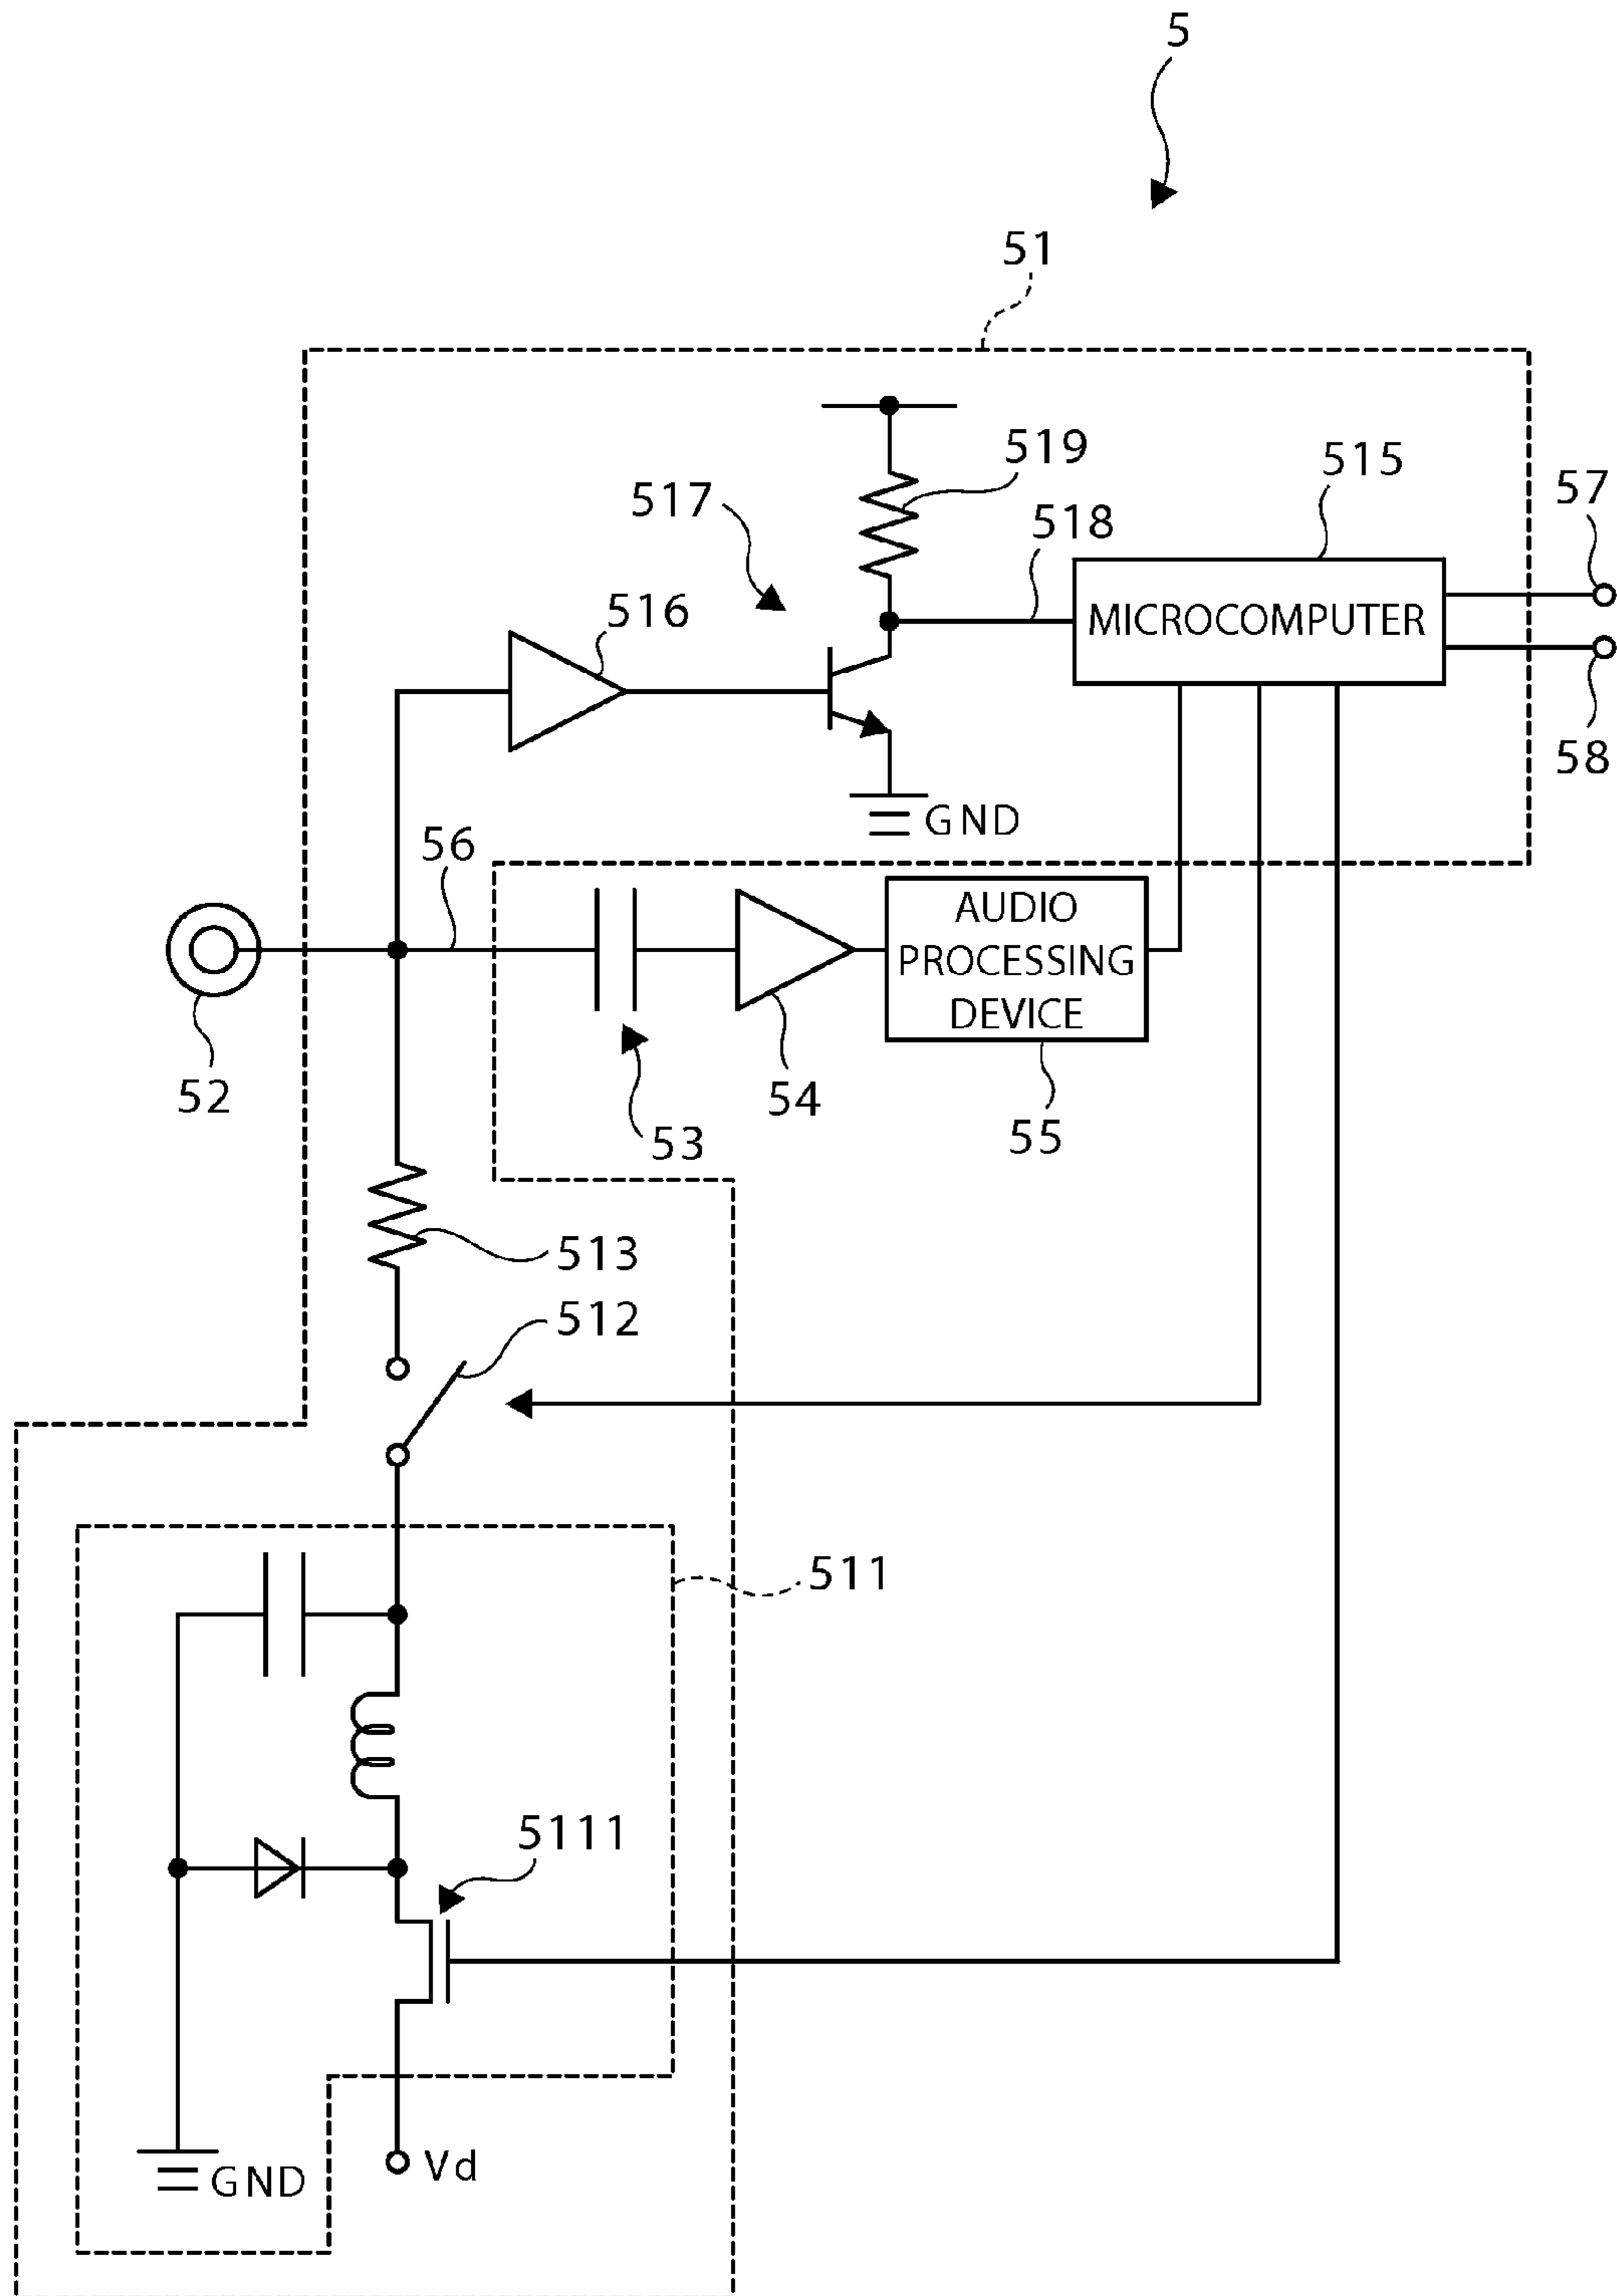 5
51
519
515
57
517
518
MICROCOMPUTER
516
58
GND
56
AUDIO
PROCESSING
DEVICE
52
54
53
55
513
512
511
5111
Vd
GND